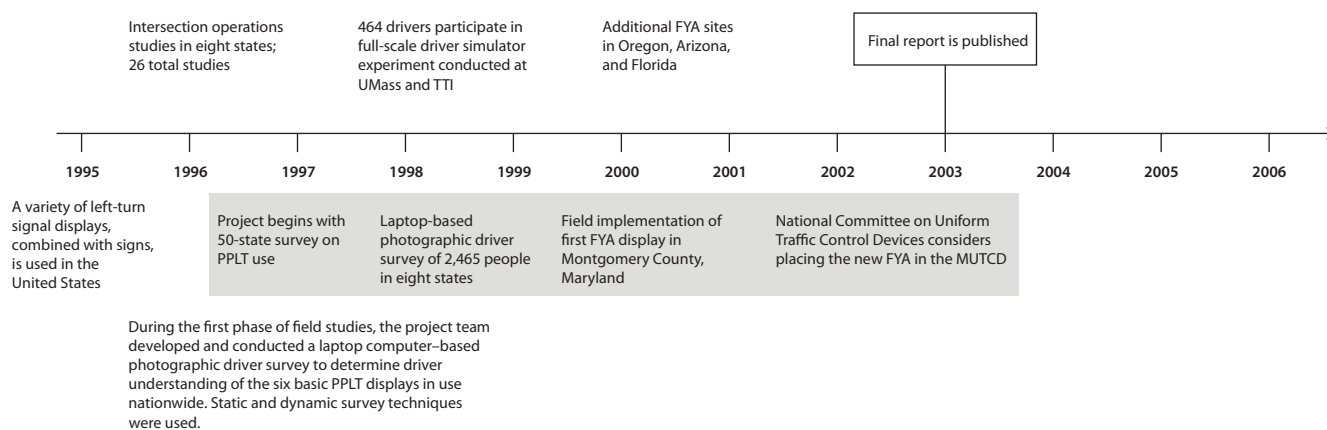 Intersection operations
studies in eight states;
26 total studies
464 drivers participate in
full-scale driver simulator
experiment conducted at
UMass and TTI
Additional FYA sites
in Oregon, Arizona,
and Florida
Final report is published
1995 1996 1997 1998 1999 2000 2001 2002 2003 2004 2005 2006
A variety of left-turn
signal displays,
combined with signs,
is used in the
United States
Project begins with
50-state survey on
PPLT use
Laptop-based
photographic driver
survey of 2,465 people
in eight states
Field implementation of
first FYA display in
Montgomery County,
Maryland
National Committee on Uniform
Traffic Control Devices considers
placing the new FYA in the MUTCD
During the first phase of field studies, the project team
developed and conducted a laptop computer–based
photographic driver survey to determine driver
understanding of the six basic PPLT displays in use
nationwide. Static and dynamic survey techniques
were used.